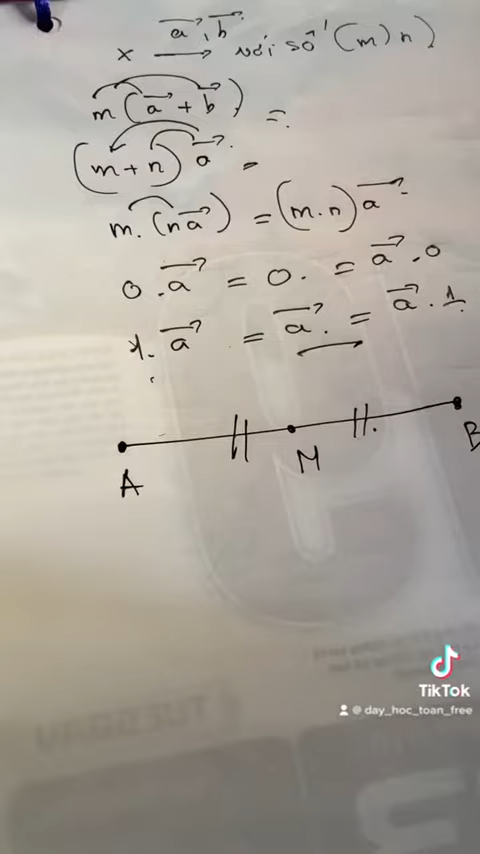 x → a⃗, b⃗ với số (m, n)
m(a⃗ + b⃗) =
(m + n) a⃗ =
m. (na⃗) = (m.n) a⃗
0 . a⃗ = 0. = a⃗ . 0
1. a⃗ = a⃗. = a⃗ . 1
A M B
TikTok
@day_hoc_toan_free